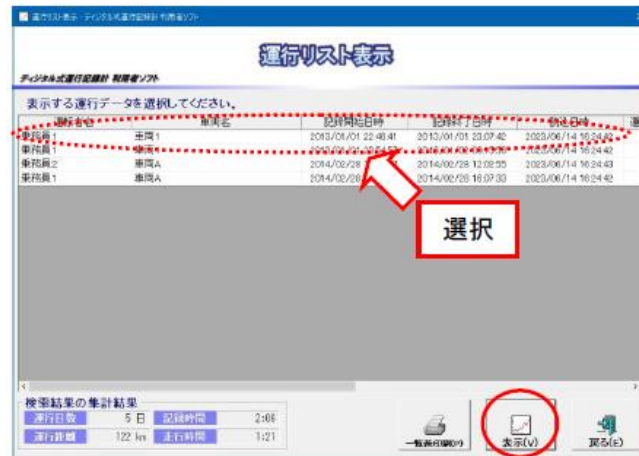 運行リスト表示 - ディジタル式運行記録計 利用者ソフト
運行リスト表示
ディジタル式運行記録計 利用者ソフト
表示する運行データを選択してください。
運転者名 車両名 記録開始日時 記録終了日時 読込日時
乗務員1 車両1 2013/01/01 22:46:41 2013/01/01 23:07:42 2023/06/14 16:24:42
乗務員1 2023/06/14 16:24:42
乗務員2 車両A 2014/02/28 2014/02/28 12:02:55 2023/06/14 16:24:43
乗務員1 車両A 2014/02/28 2014/02/28 16:07:33 2023/06/14 16:24:42
選択
検索結果の集計結果
運行日数 5 日 記録時間 2:06
運行距離 122 km 走行時間 1:21
表示(V) 戻る(E)